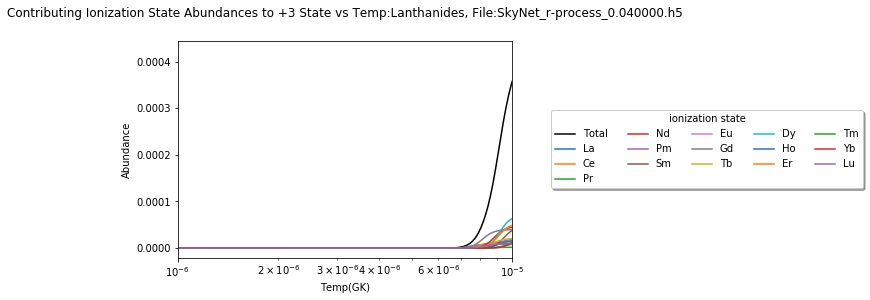 Contributing Ionization State Abundances to +3 State vs Temp:Lanthanides, File:SkyNet_r-process_0.040000.h5
Abundance
0.0004
0.0003
0.0002
0.0001
0.0000
10⁻⁶
2 × 10⁻⁶
3 × 10⁻⁶
4 × 10⁻⁶
6 × 10⁻⁶
10⁻⁵
Temp(GK)
ionization state
Total Nd Eu Dy Tm
La Pm Gd Ho Yb
Ce Sm Tb Er Lu
Pr